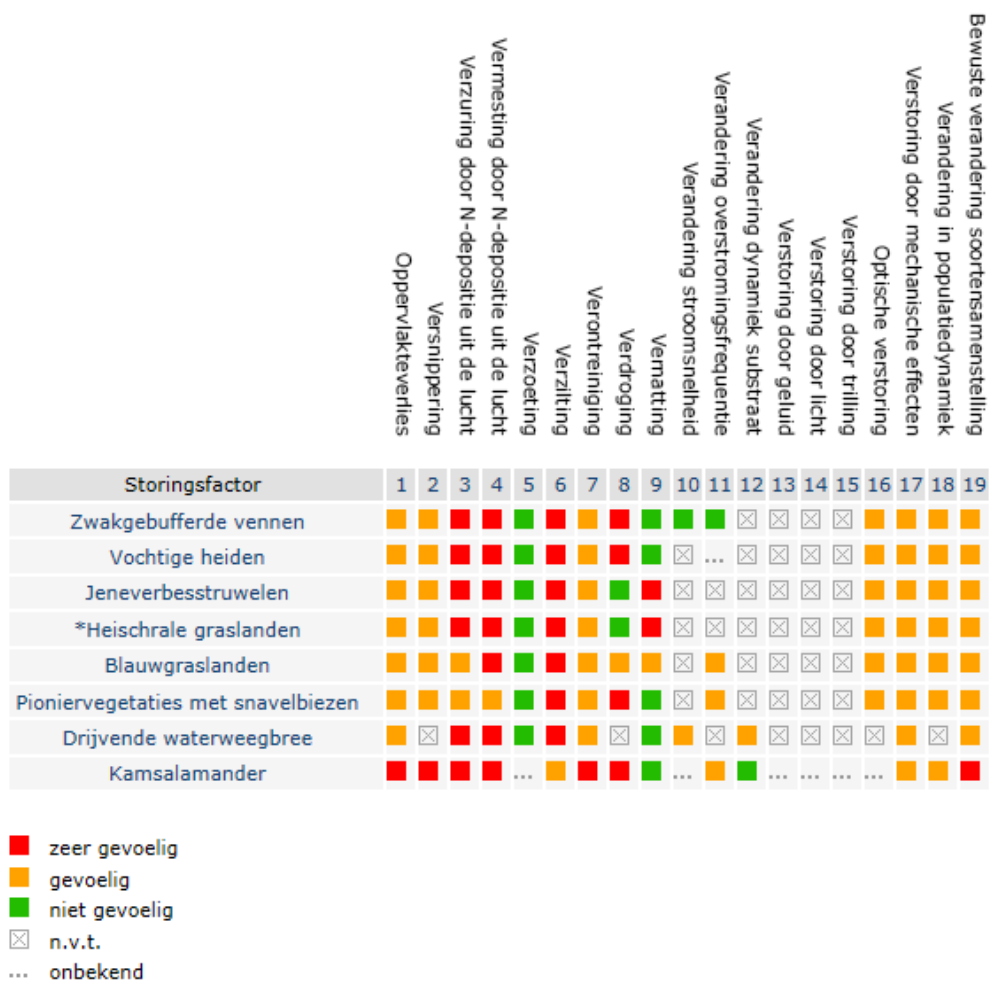 Oppervlakteverlies
Versnippering
Verzuring door N-depositie uit de lucht
Vermesting door N-depositie uit de lucht
Verzoeting
Verzilting
Verontreiniging
Verdroging
Vernatting
Verandering stroomsnelheid
Verandering overstromingsfrequentie
Verandering dynamiek substraat
Verstoring door geluid
Verstoring door licht
Verstoring door trilling
Optische verstoring
Verstoring door mechanische effecten
Verandering in populatiedynamiek
Bewuste verandering soortensamenstelling
Storingsfactor 1 2 3 4 5 6 7 8 9 10 11 12 13 14 15 16 17 18 19
Zwakgebufferde vennen
Vochtige heiden ...
Jeneverbesstruwelen
*Heischrale graslanden
Blauwgraslanden
Pioniervegetaties met snavelbiezen
Drijvende waterweegbree
Kamsalamander ... ... ... ... ... ...
zeer gevoelig
gevoelig
niet gevoelig
n.v.t.
... onbekend